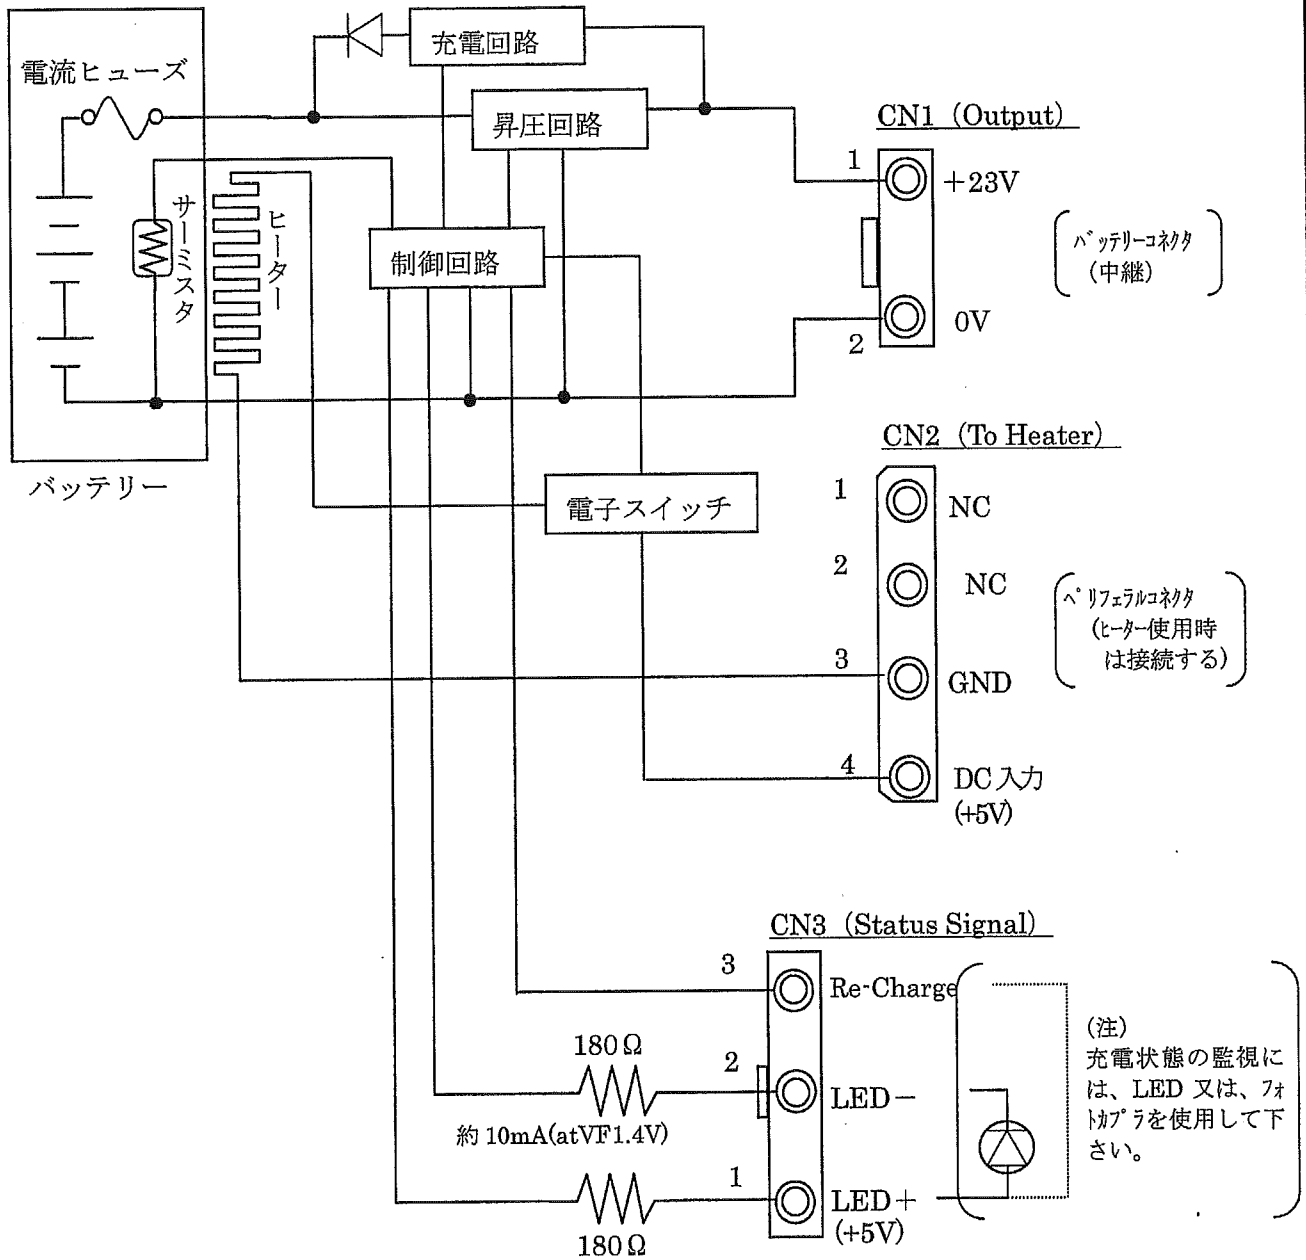 電流ヒューズ
充電回路
昇圧回路
サーミスタ
ヒーター
制御回路
バッテリー
電子スイッチ
CN1 (Output)
1
+23V
バッテリーコネクタ
(中継)
0V
2
CN2 (To Heater)
1
NC
2
NC
ペリフェラルコネクタ
(ヒーター使用時
は接続する)
3
GND
4
DC入力
(+5V)
CN3 (Status Signal)
3
Re-Charge
180Ω
2
LED−
約10mA(atVF1.4V)
1
LED+
(+5V)
180Ω
(注)
充電状態の監視に
は、LED 又は、フォ
トカプラを使用して下
さい。